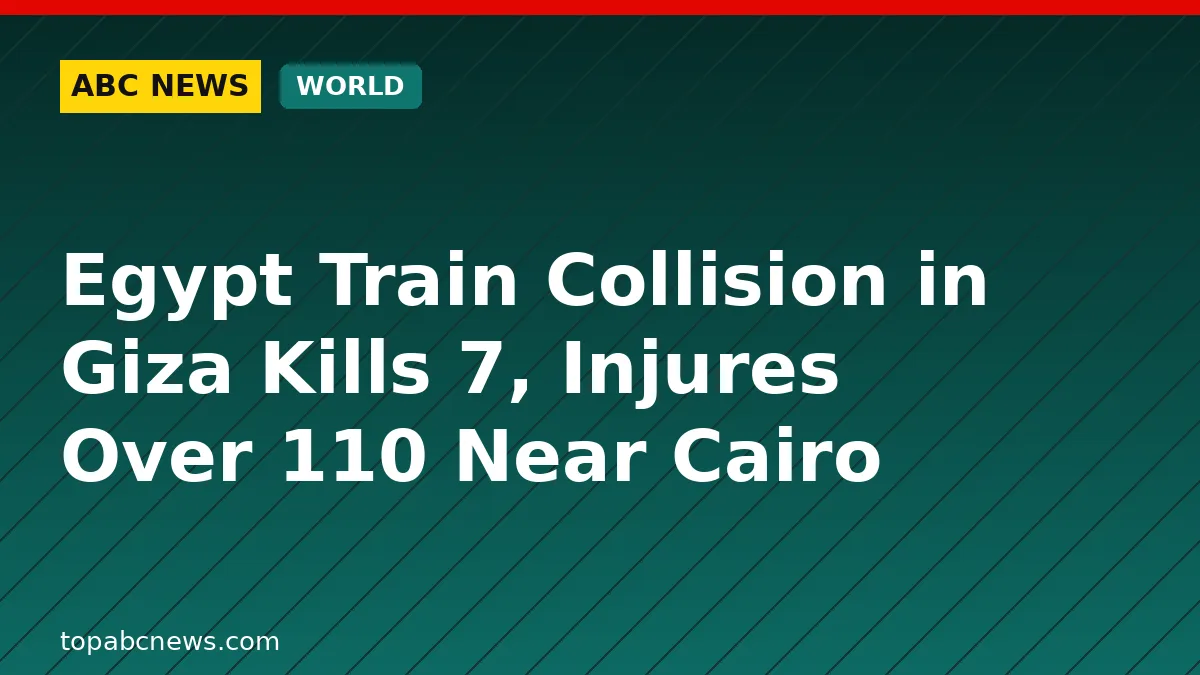 ABC NEWS
WORLD
Egypt Train Collision in
Giza Kills 7, Injures
Over 110 Near Cairo
topabcnews.com